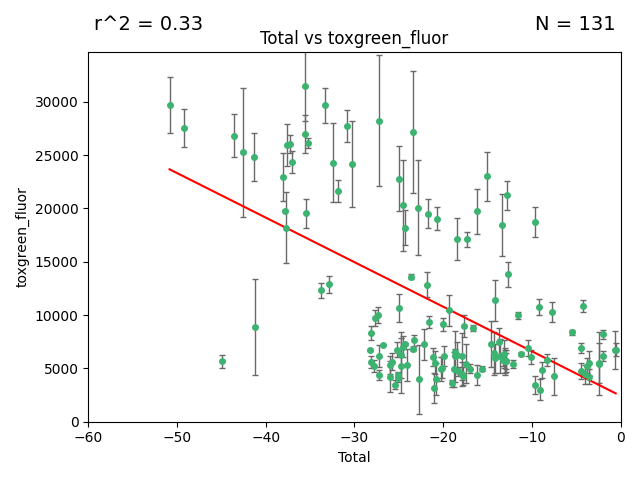 r^2 = 0.33
N = 131
Total vs toxgreen_fluor
toxgreen_fluor
30000
25000
20000
15000
10000
5000
0
−60
−50
−40
−30
−20
−10
0
Total